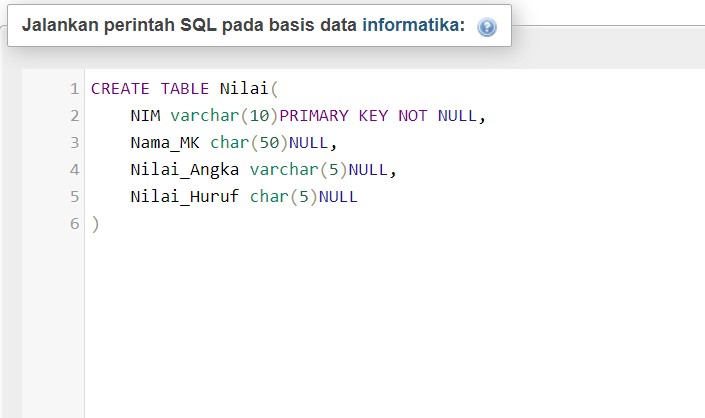 Jalankan perintah SQL pada basis data informatika:
1 CREATE TABLE Nilai(
2 NIM varchar(10)PRIMARY KEY NOT NULL,
3 Nama_MK char(50)NULL,
4 Nilai_Angka varchar(5)NULL,
5 Nilai_Huruf char(5)NULL
6 )